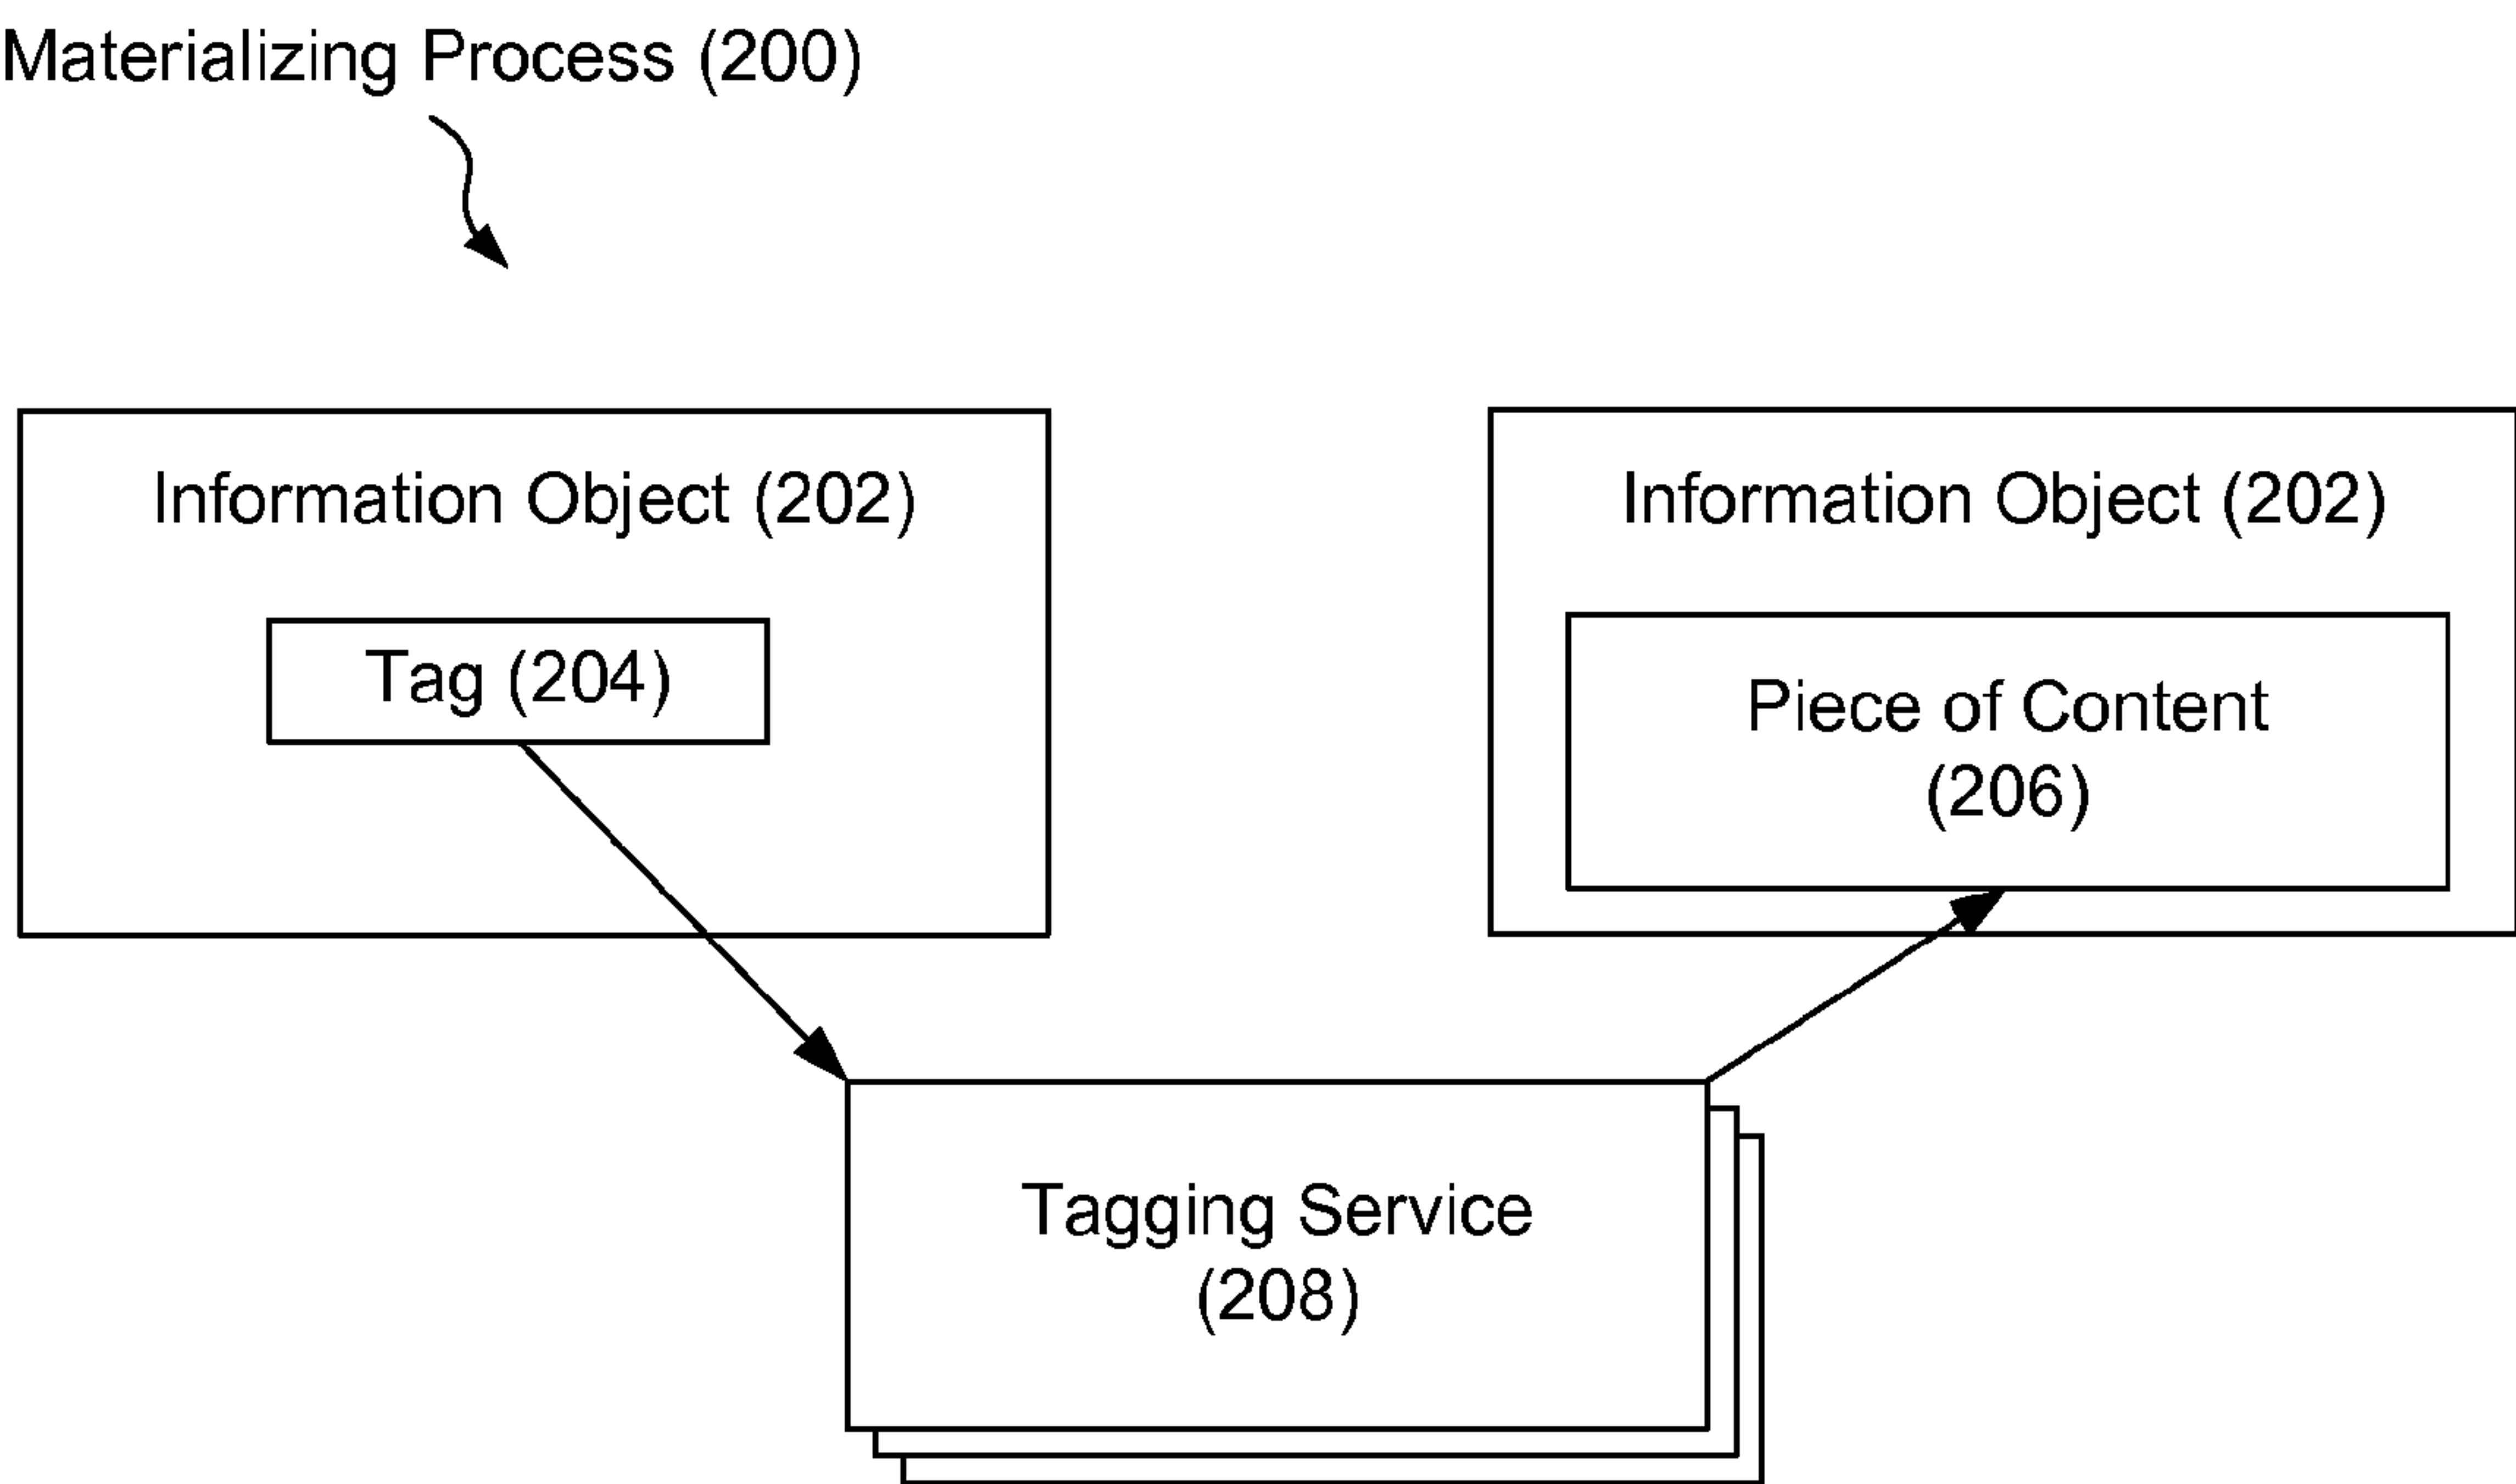 Materializing Process (200)
Information Object (202)
Tag (204)
Information Object (202)
Piece of Content
(206)
Tagging Service
(208)